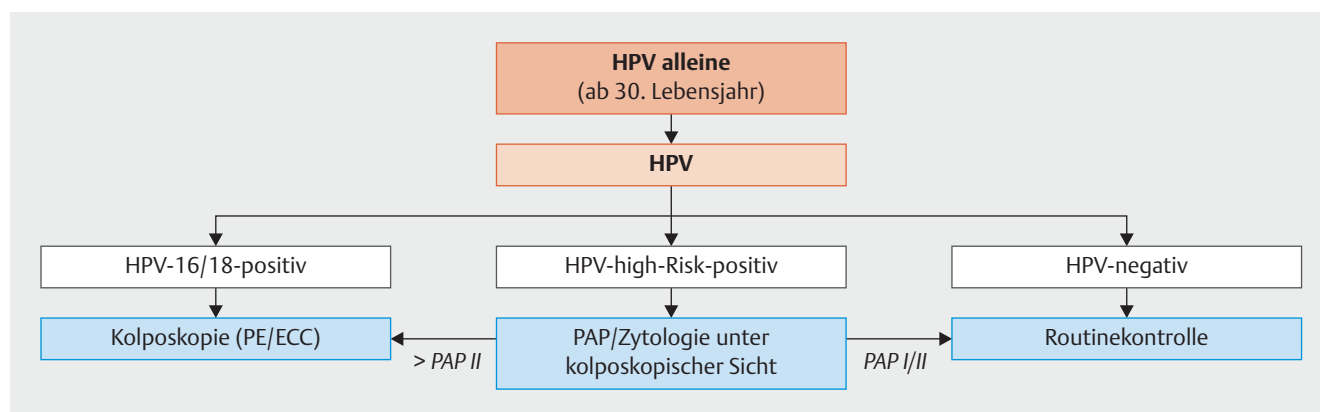 HPV alleine
(ab 30. Lebensjahr)
HPV
HPV-16/18-positiv
HPV-high-Risk-positiv
HPV-negativ
Kolposkopie (PE/ECC)
> PAP II
PAP/Zytologie unter
kolposkopischer Sicht
PAP I/II
Routinekontrolle